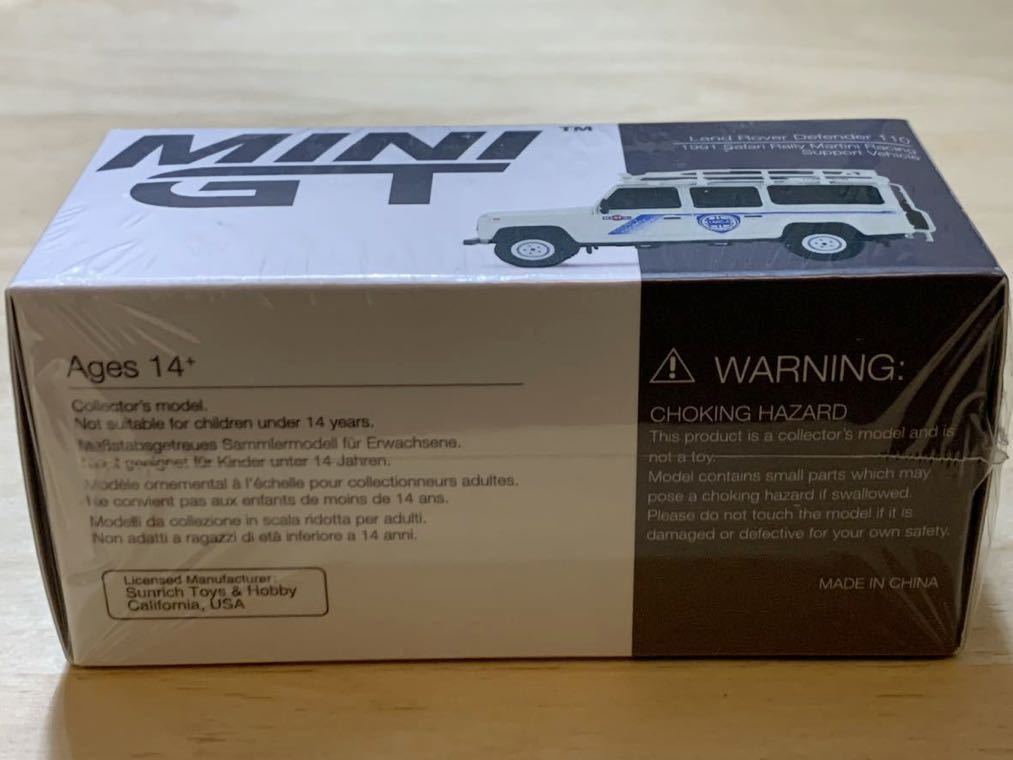 MINI
GT
TM
Land Rover Defender 110
1991 Safari Rally Martini Racing
Support Vehicle
Ages 14+
Collector's model.
Not suitable for children under 14 years.
Maßstabsgetreues Sammlermodell für Erwachsene.
geeignet für Kinder unter 14 Jahren.
Modèle ornemental à l'échelle pour collectionneurs adultes.
Ne convient pas aux enfants de moins de 14 ans.
Modelli da collezione in scala ridotta per adulti.
Non adatti a ragazzi di età inferiore a 14 anni.
Licensed Manufacturer:
Sunrich Toys & Hobby
California, USA
WARNING:
CHOKING HAZARD
This product is a collector's model and is
not a toy.
Model contains small parts which may
pose a choking hazard if swallowed.
Please do not touch the model if it is
damaged or defective for your own safety.
MADE IN CHINA